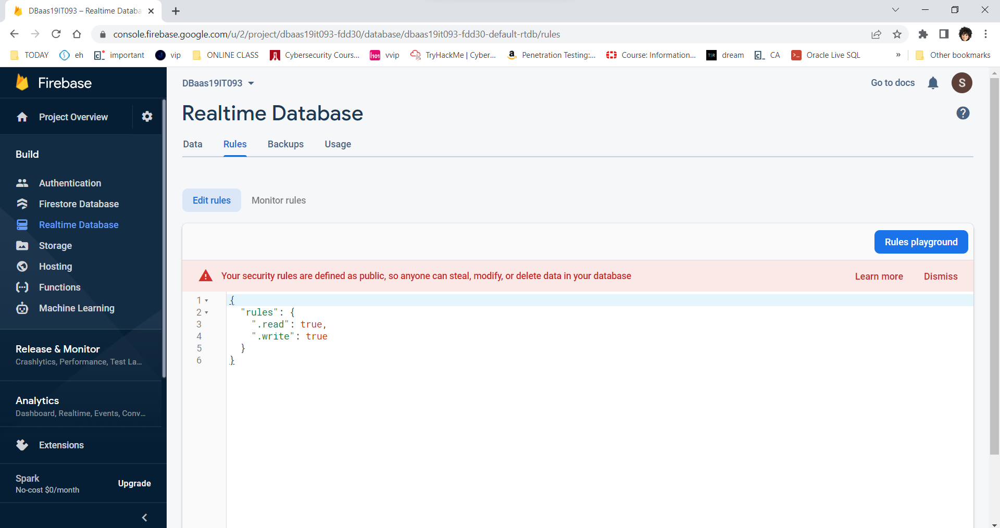 DBaas19IT093 – Realtime Databa
console.firebase.google.com/u/2/project/dbaas19it093-fdd30/database/dbaas19it093-fdd30-default-rtdb/rules
TODAY eh important vip ONLINE CLASS Cybersecurity Cours... vvip TryHackMe | Cyber... Penetration Testing:... Course: Information... dream CA Oracle Live SQL » Other bookmarks
Firebase
Project Overview
Build
Authentication
Firestore Database
Realtime Database
Storage
Hosting
Functions
Machine Learning
Release & Monitor
Crashlytics, Performance, Test La...
Analytics
Dashboard, Realtime, Events, Conv...
Extensions
Spark
No-cost $0/month
Upgrade
DBaas19IT093
Go to docs
S
Realtime Database
?
Data Rules Backups Usage
Edit rules Monitor rules
Rules playground
Your security rules are defined as public, so anyone can steal, modify, or delete data in your database
Learn more Dismiss
1 {
2 "rules": {
3 ".read": true,
4 ".write": true
5 }
6 }